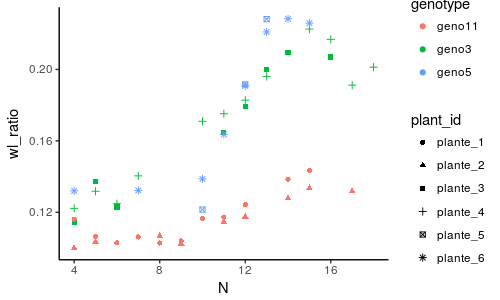 genotype
geno11
geno3
geno5
plant_id
plante_1
plante_2
plante_3
plante_4
plante_5
plante_6
wl_ratio
0.20
0.16
0.12
4
8
12
16
N